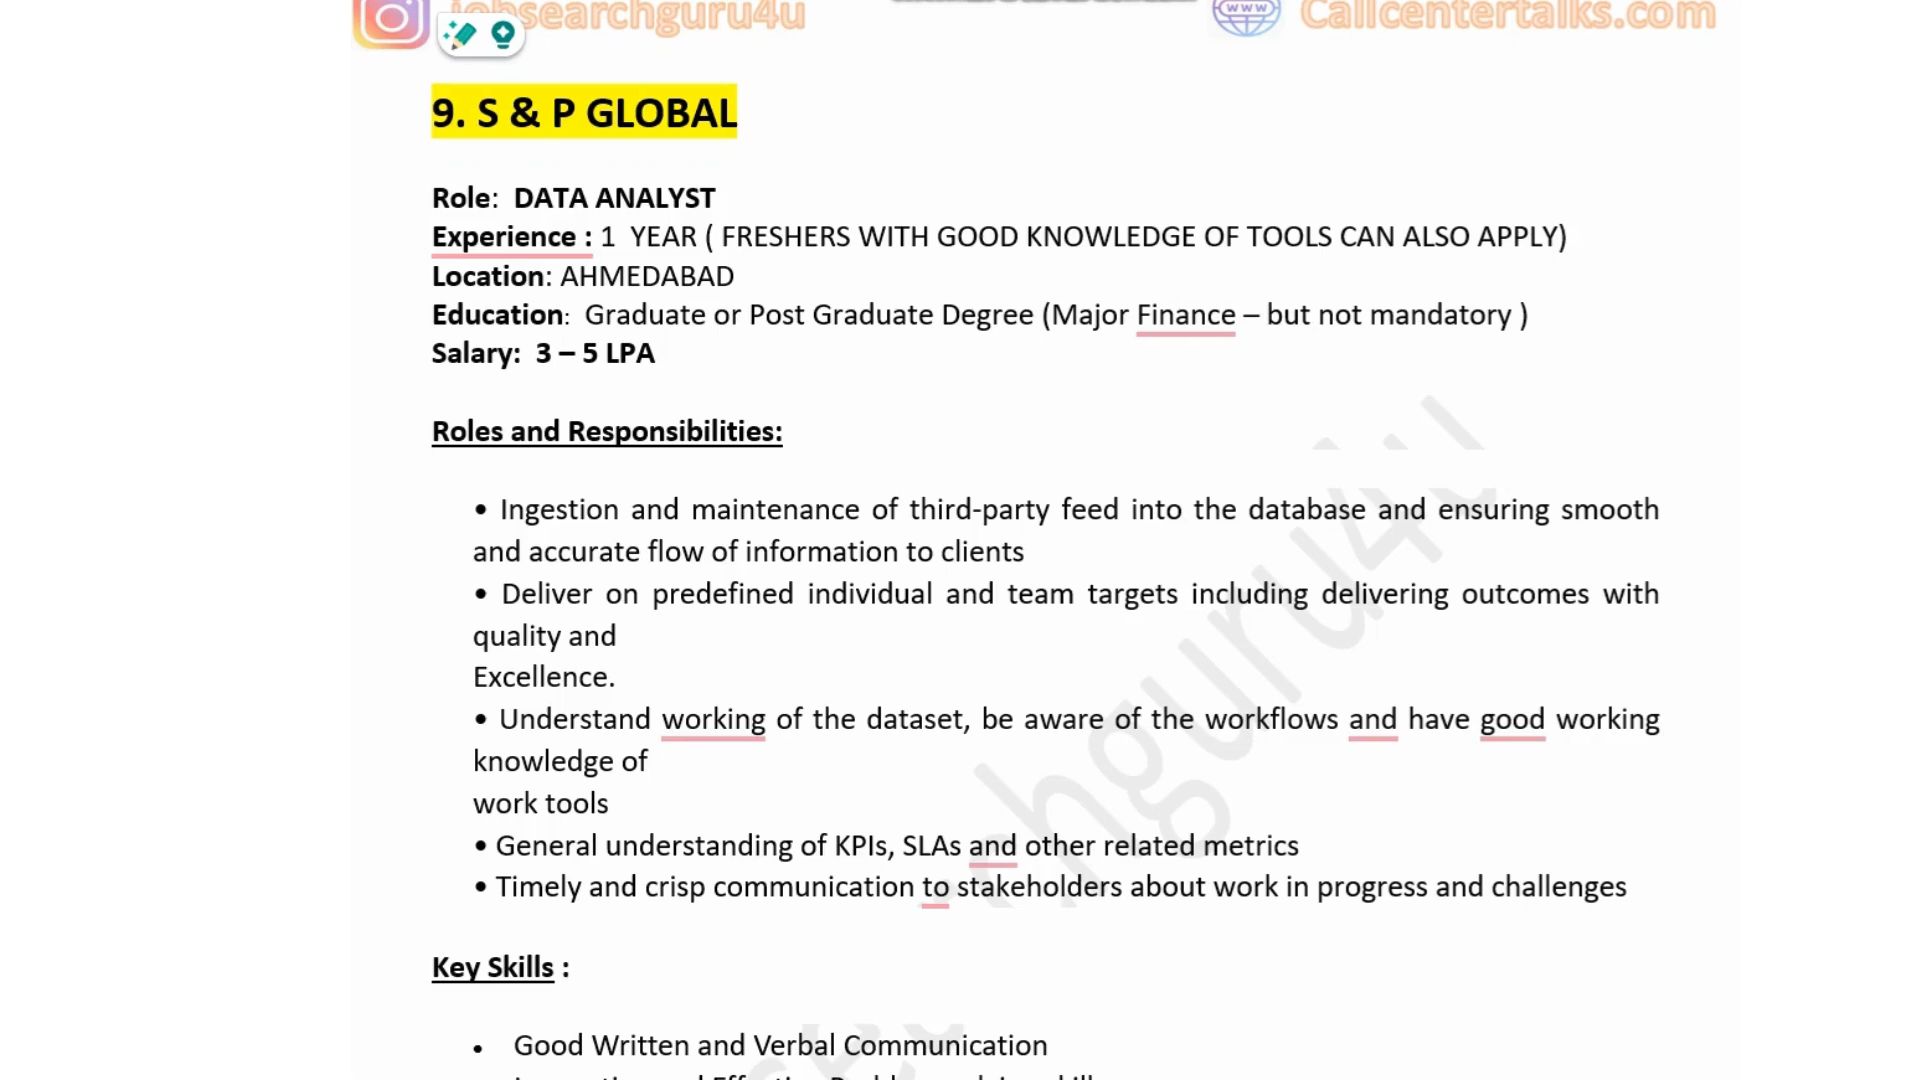 jobsearchguru4u
www
Callcentertalks.com
9. S & P GLOBAL
Role: DATA ANALYST
Experience : 1 YEAR ( FRESHERS WITH GOOD KNOWLEDGE OF TOOLS CAN ALSO APPLY)
Location: AHMEDABAD
Education: Graduate or Post Graduate Degree (Major Finance – but not mandatory )
Salary: 3 – 5 LPA
Roles and Responsibilities:
• Ingestion and maintenance of third-party feed into the database and ensuring smooth
and accurate flow of information to clients
• Deliver on predefined individual and team targets including delivering outcomes with
quality and
Excellence.
• Understand working of the dataset, be aware of the workflows and have good working
knowledge of
work tools
• General understanding of KPIs, SLAs and other related metrics
• Timely and crisp communication to stakeholders about work in progress and challenges
Key Skills :
• Good Written and Verbal Communication